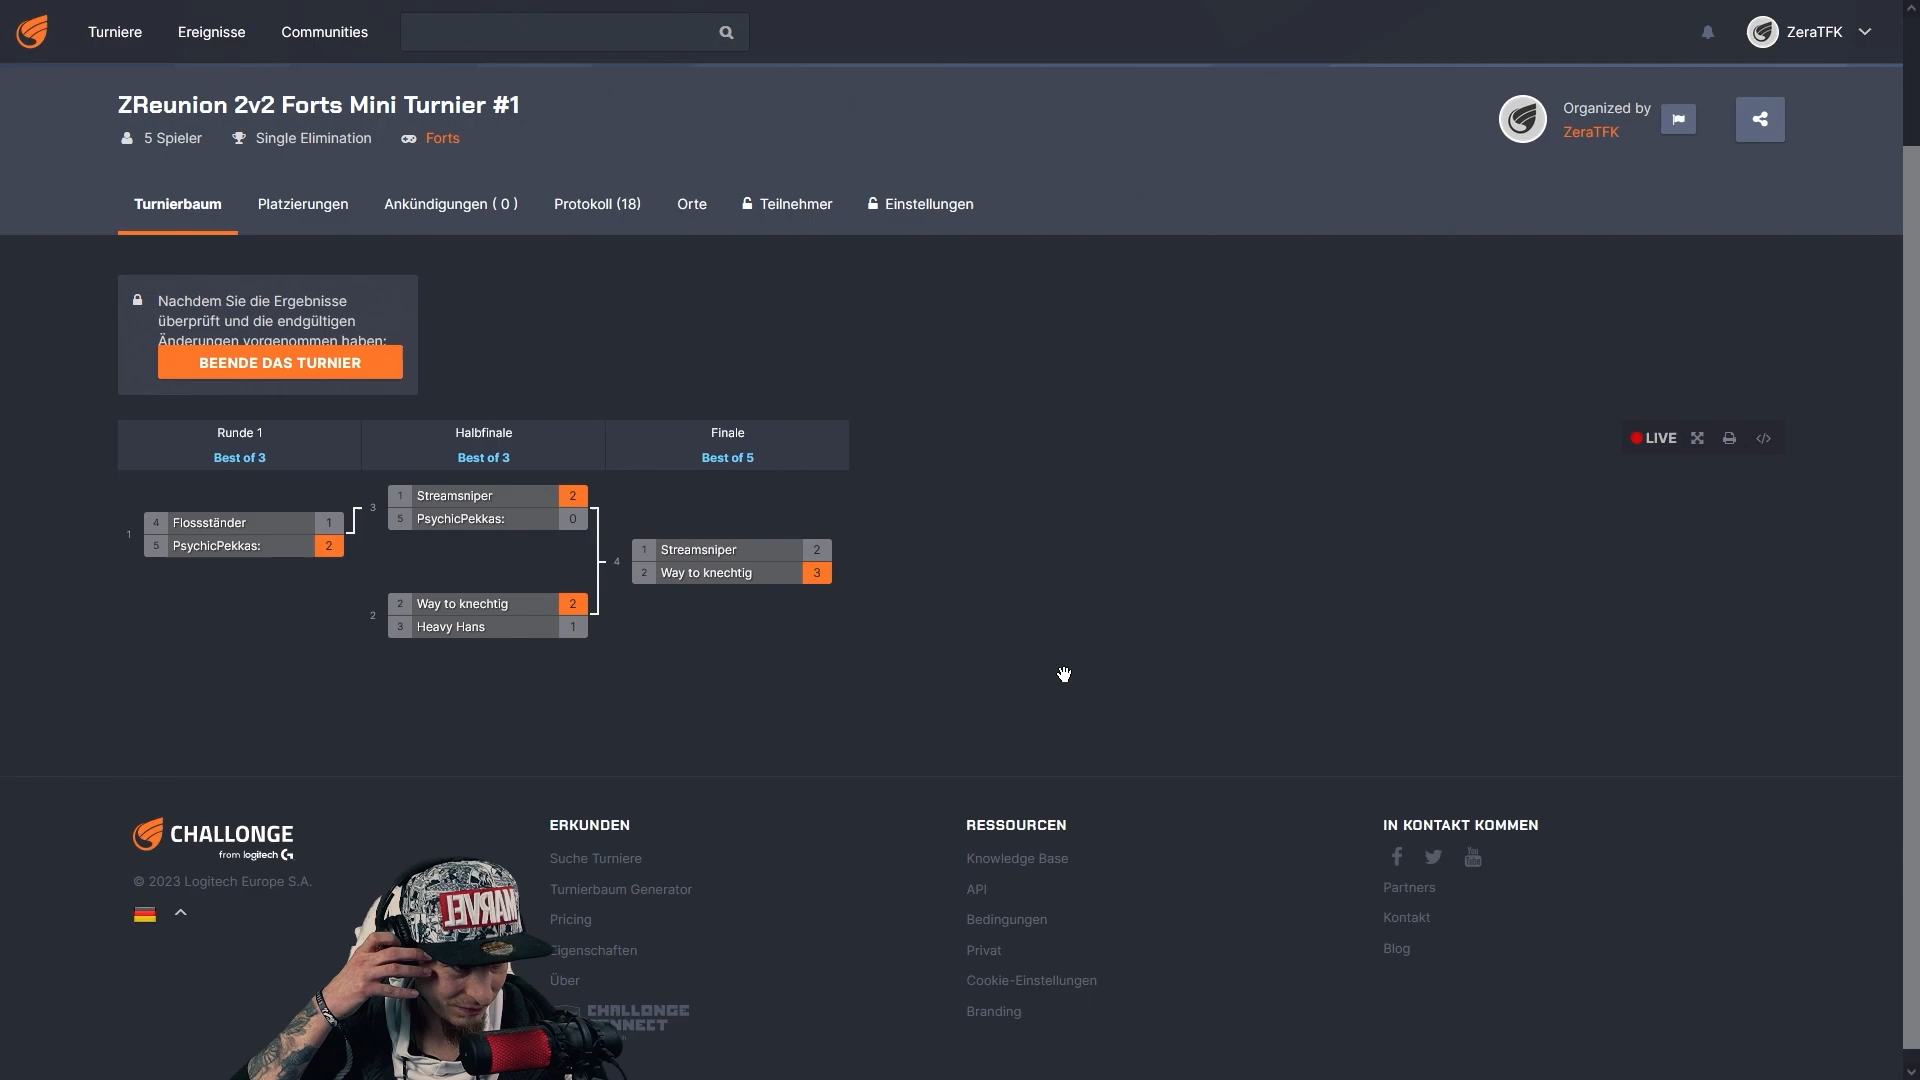 Turniere Ereignisse Communities ZeraTFK
ZReunion 2v2 Forts Mini Turnier #1
5 Spieler Single Elimination Forts
Organized by
ZeraTFK
Turnierbaum Platzierungen Ankündigungen ( 0 ) Protokoll (18) Orte Teilnehmer Einstellungen
Nachdem Sie die Ergebnisse
überprüft und die endgültigen
Änderungen vorgenommen haben:
BEENDE DAS TURNIER
Runde 1 Halbfinale Finale
Best of 3 Best of 3 Best of 5
LIVE
1
4 Flossständer 1
5 PsychicPekkas: 2
3
1 Streamsniper 2
5 PsychicPekkas: 0
2
2 Way to knechtig 2
3 Heavy Hans 1
4
1 Streamsniper 2
2 Way to knechtig 3
CHALLONGE
from logitech G
© 2023 Logitech Europe S.A.
ERKUNDEN
Suche Turniere
Turnierbaum Generator
Pricing
Eigenschaften
Über
CHALLONGE
RESSOURCEN
Knowledge Base
API
Bedingungen
Privat
Cookie-Einstellungen
Branding
IN KONTAKT KOMMEN
You
Partners
Kontakt
Blog
MARVEL